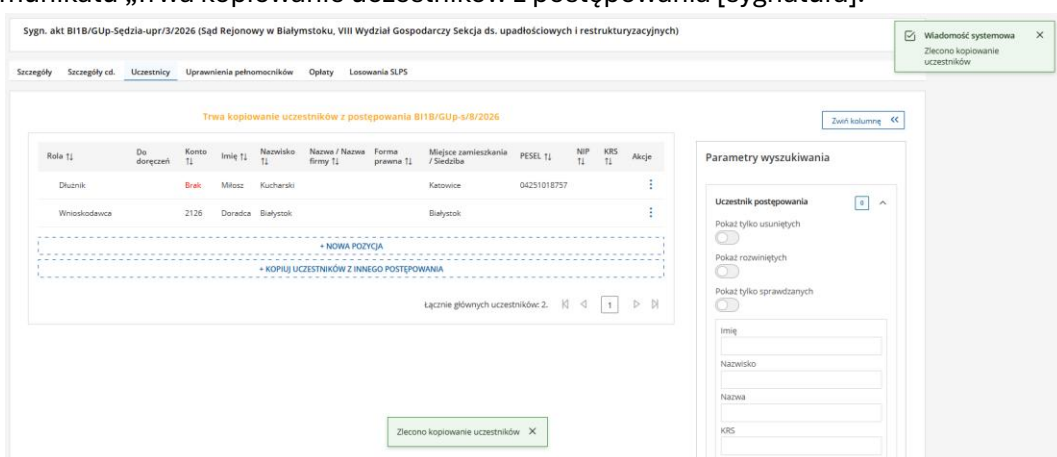 munikatu „Trwa kopiowanie uczestników z postępowania [sygnatura].
Sygn. akt BI1B/GUp-Sędzia-upr/3/2026 (Sąd Rejonowy w Białymstoku, VIII Wydział Gospodarczy Sekcja ds. upadłościowych i restrukturyzacyjnych)
Wiadomość systemowa
Zlecono kopiowanie
uczestników
Szczegóły Szczegóły cd. Uczestnicy Uprawnienia pełnomocników Opłaty Losowania SLPS
Trwa kopiowanie uczestników z postępowania BI1B/GUp-s/8/2026
Zwiń kolumnę
Rola Do doręczeń Konto Imię Nazwisko Nazwa / Nazwa firmy Forma prawna Miejsce zamieszkania / Siedziba PESEL NIP KRS Akcje
Dłużnik Brak Miłosz Kucharski Katowice 04251018757
Wnioskodawca 2126 Doradca Białystok Białystok
+ NOWA POZYCJA
+ KOPIUJ UCZESTNIKÓW Z INNEGO POSTĘPOWANIA
Łącznie głównych uczestników: 2. 1
Parametry wyszukiwania
Uczestnik postępowania 0
Pokaż tylko usuniętych
Pokaż rozwiniętych
Pokaż tylko sprawdzanych
Imię
Nazwisko
Nazwa
KRS
Zlecono kopiowanie uczestników